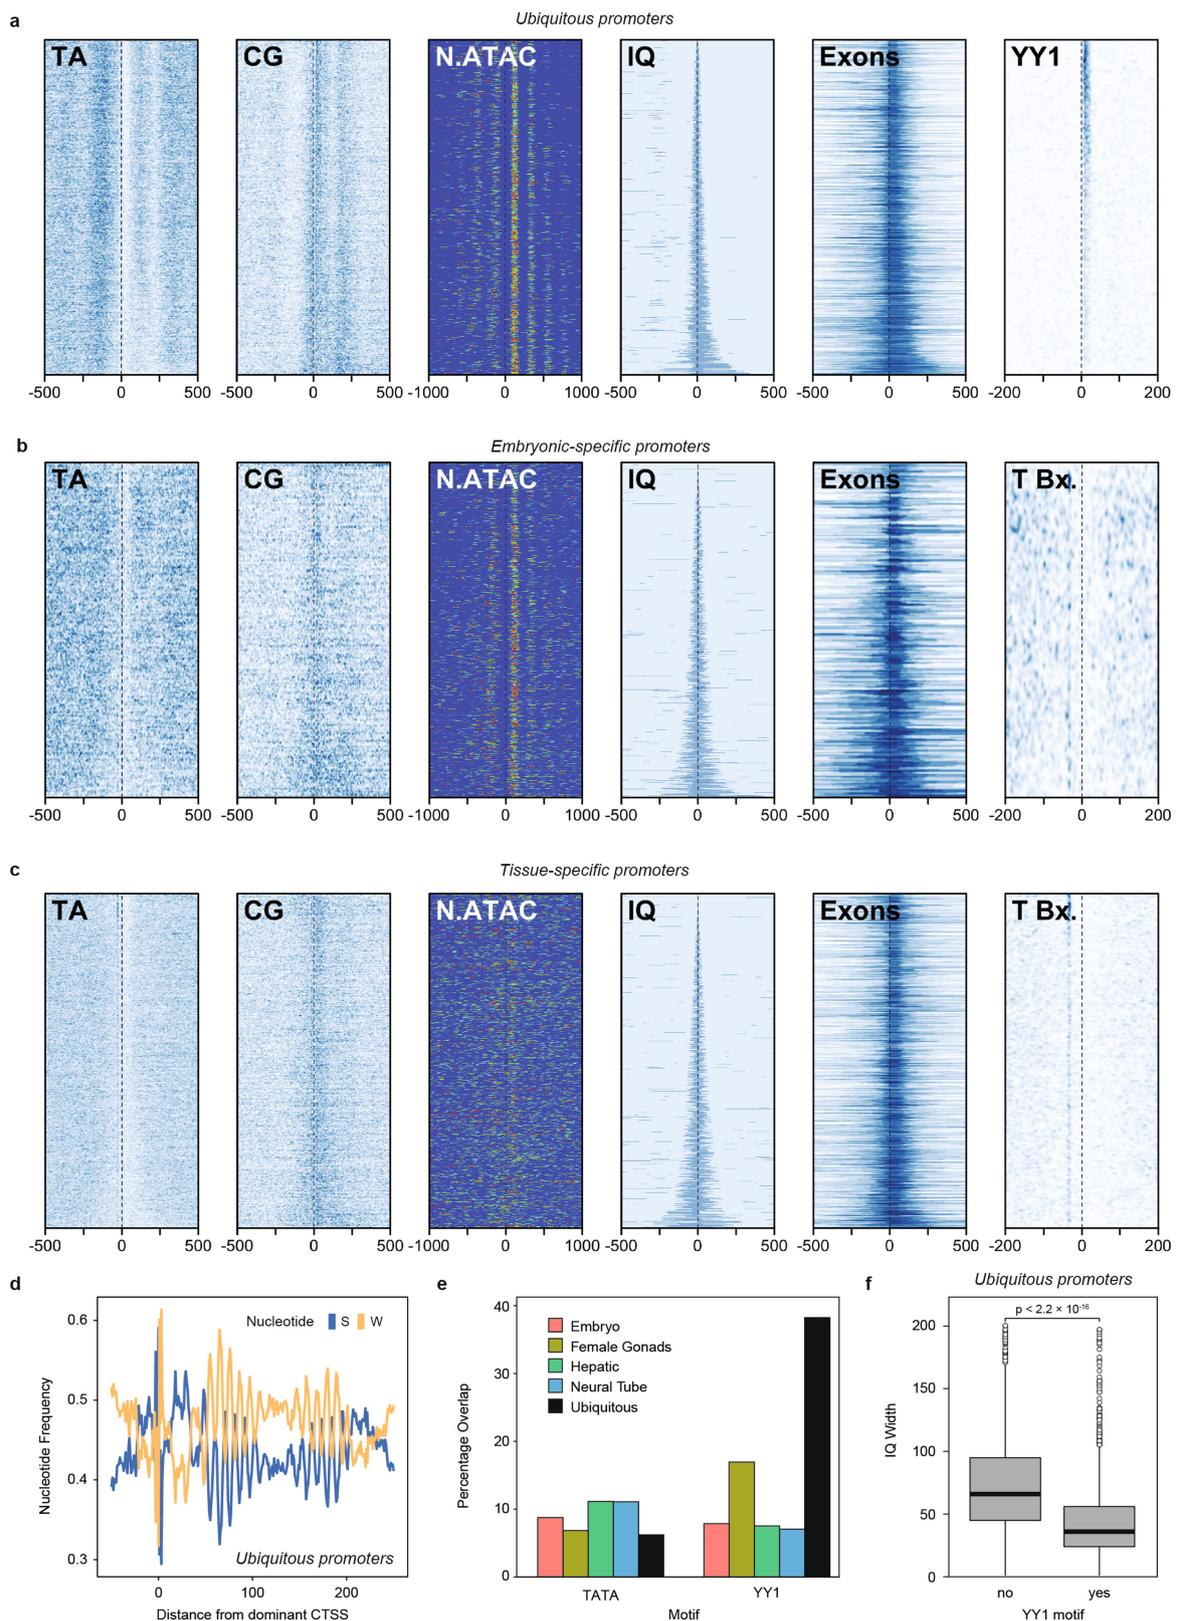 a
Ubiquitous promoters
TA CG N.ATAC IQ Exons YY1
-500 0 500 -500 0 500 -1000 0 1000 -500 0 500 -500 0 500 -200 0 200
b
Embryonic-specific promoters
TA CG N.ATAC IQ Exons T Bx.
-500 0 500 -500 0 500 -1000 0 1000 -500 0 500 -500 0 500 -200 0 200
c
Tissue-specific promoters
TA CG N.ATAC IQ Exons T Bx.
-500 0 500 -500 0 500 -1000 0 1000 -500 0 500 -500 0 500 -200 0 200
d
Nucleotide S W
Nucleotide Frequency
0.6
0.5
0.4
0.3
Ubiquitous promoters
0 100 200
Distance from dominant CTSS
e
Percentage Overlap
40
30
20
10
0
Embryo
Female Gonads
Hepatic
Neural Tube
Ubiquitous
TATA YY1
Motif
f
Ubiquitous promoters
p < 2.2 × 10⁻¹⁶
IQ Width
200
150
100
50
0
no yes
YY1 motif